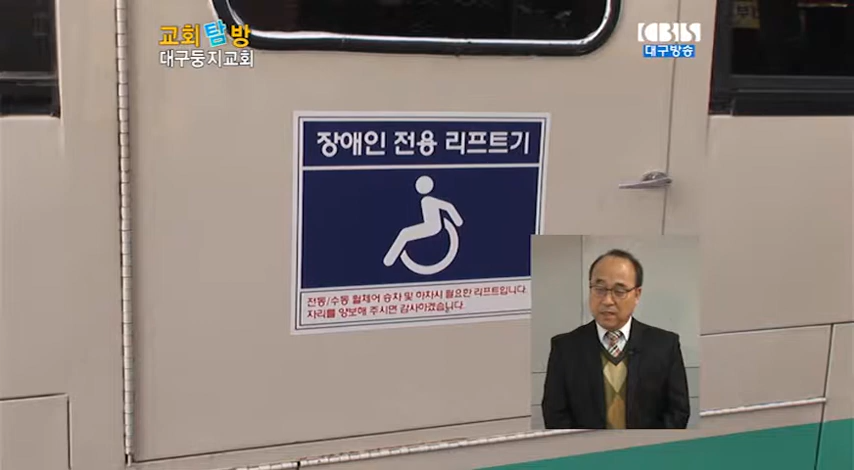 교회탐방
대구둥지교회
CBS
대구방송
장애인 전용 리프트기
전동/수동 휠체어 승차 및 하차시 필요한 리프트입니다.
자리를 양보해 주시면 감사하겠습니다.